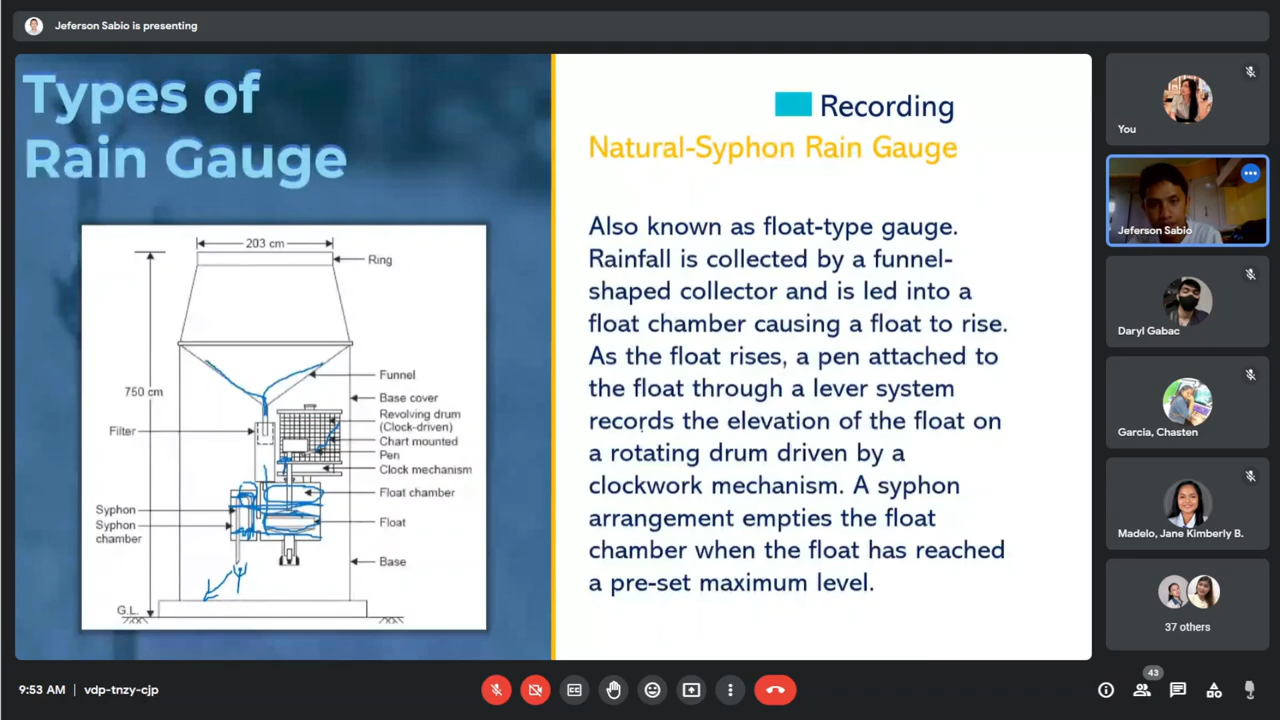 Jeferson Sabio is presenting
Types of
Rain Gauge
203 cm
Ring
750 cm
Funnel
Base cover
Revolving drum
(Clock-driven)
Chart mounted
Pen
Clock mechanism
Filter
Float chamber
Syphon
Syphon
chamber
Float
Base
G.L.
Recording
Natural-Syphon Rain Gauge
Also known as float-type gauge.
Rainfall is collected by a funnel-
shaped collector and is led into a
float chamber causing a float to rise.
As the float rises, a pen attached to
the float through a lever system
records the elevation of the float on
a rotating drum driven by a
clockwork mechanism. A syphon
arrangement empties the float
chamber when the float has reached
a pre-set maximum level.
You
Jeferson Sabio
Daryl Gabac
Garcia, Chasten
Madelo, Jane Kimberly B.
37 others
9:53 AM | vdp-tnzy-cjp
43